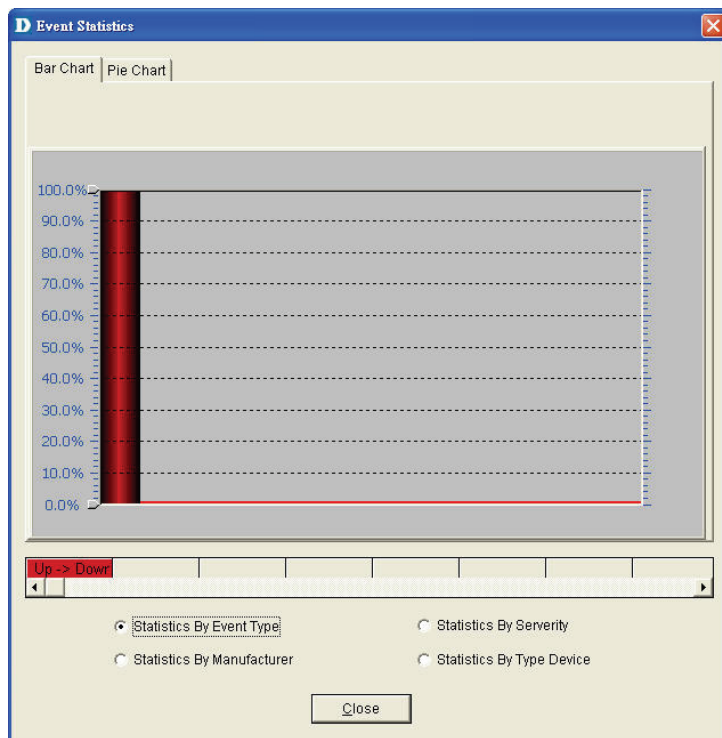 D Event Statistics
Bar Chart Pie Chart
100.0%
90.0%
80.0%
70.0%
60.0%
50.0%
40.0%
30.0%
20.0%
10.0%
0.0%
Up -> Dowr
Statistics By Event Type Statistics By Serverity
Statistics By Manufacturer Statistics By Type Device
Close